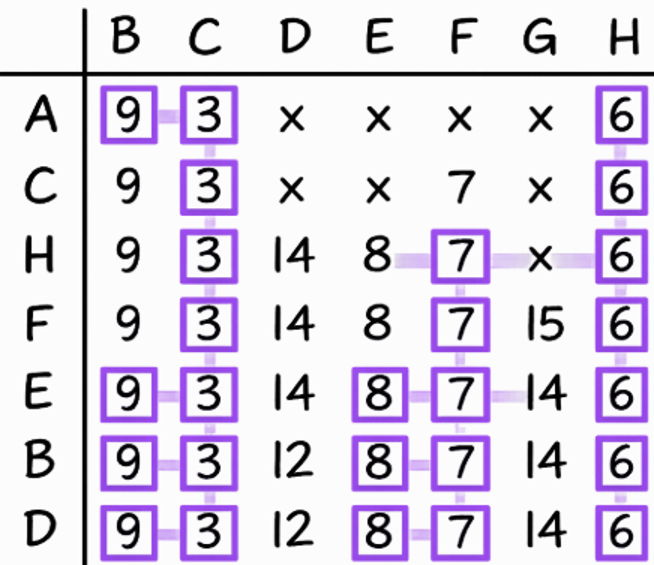 B C D E F G H
A 9 3 x x x x 6
C 9 3 x x 7 x 6
H 9 3 14 8 7 x 6
F 9 3 14 8 7 15 6
E 9 3 14 8 7 14 6
B 9 3 12 8 7 14 6
D 9 3 12 8 7 14 6